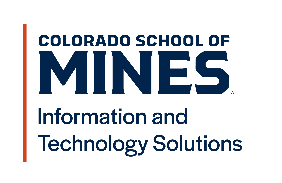 COLORADO SCHOOL OF
MINES
Information and
Technology Solutions